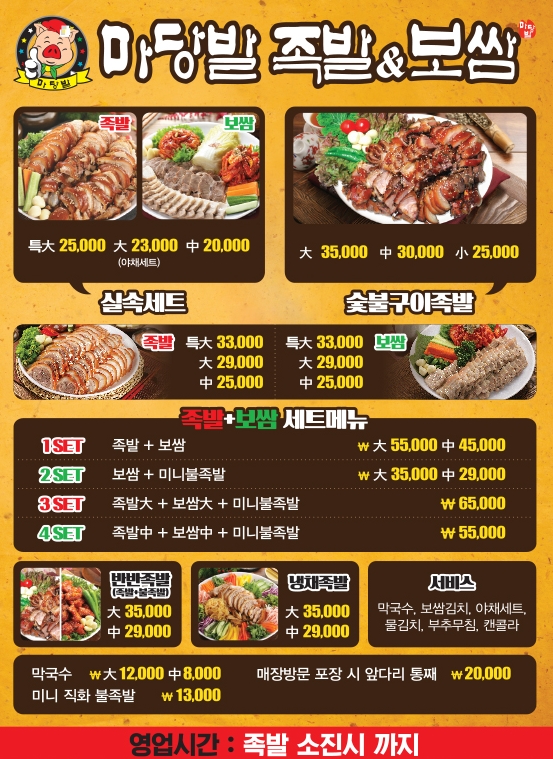 마당발
마당발 족발&보쌈
마당발
족발
보쌈
특大 25,000 大 23,000 中 20,000
(야채세트)
大 35,000 中 30,000 小 25,000
실속세트
숯불구이족발
족발
특大 33,000
大 29,000
中 25,000
특大 33,000
大 29,000
中 25,000
보쌈
족발+보쌈 세트메뉴
1 SET 족발 + 보쌈 ₩ 大 55,000 中 45,000
2 SET 보쌈 + 미니불족발 ₩ 大 35,000 中 29,000
3 SET 족발大 + 보쌈大 + 미니불족발 ₩ 65,000
4 SET 족발中 + 보쌈中 + 미니불족발 ₩ 55,000
반반족발
(족발+불족발)
大 35,000
中 29,000
냉채족발
大 35,000
中 29,000
서비스
막국수, 보쌈김치, 야채세트,
물김치, 부추무침, 캔콜라
막국수 ₩ 大 12,000 中 8,000
미니 직화 불족발 ₩ 13,000
매장방문 포장 시 앞다리 통째 ₩ 20,000
영업시간 : 족발 소진시 까지